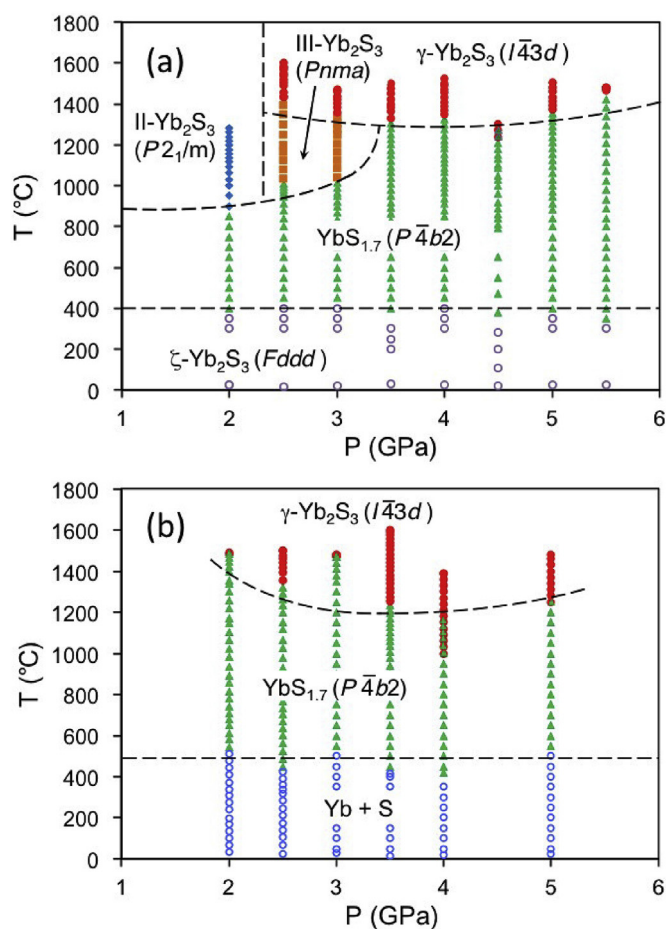 (a)
III-Yb₂S₃
(Pnma)
γ-Yb₂S₃ (I4̅3d)
II-Yb₂S₃
(P2₁/m)
YbS₁.₇ (P4̅b2)
ζ-Yb₂S₃ (Fddd)
T (°C)
1800
1600
1400
1200
1000
800
600
400
200
0
1 2 3 4 5 6
P (GPa)
(b)
γ-Yb₂S₃ (I4̅3d)
YbS₁.₇ (P4̅b2)
Yb + S
T (°C)
1800
1600
1400
1200
1000
800
600
400
200
0
1 2 3 4 5 6
P (GPa)